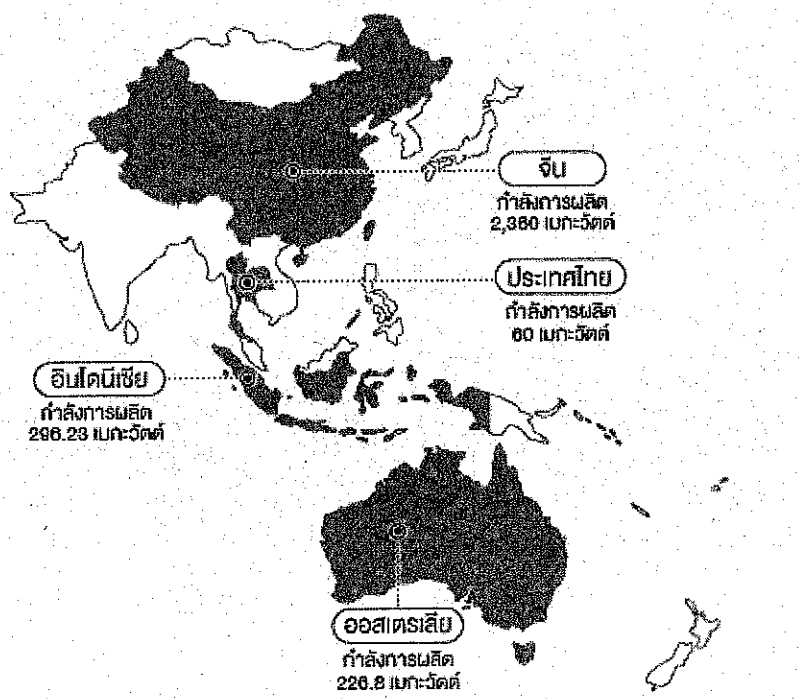 จีน
กำลังการผลิต
2,360 เมกะวัตต์
ประเทศไทย
กำลังการผลิต
60 เมกะวัตต์
อินโดนีเซีย
กำลังการผลิต
296.23 เมกะวัตต์
ออสเตรเลีย
กำลังการผลิต
226.8 เมกะวัตต์